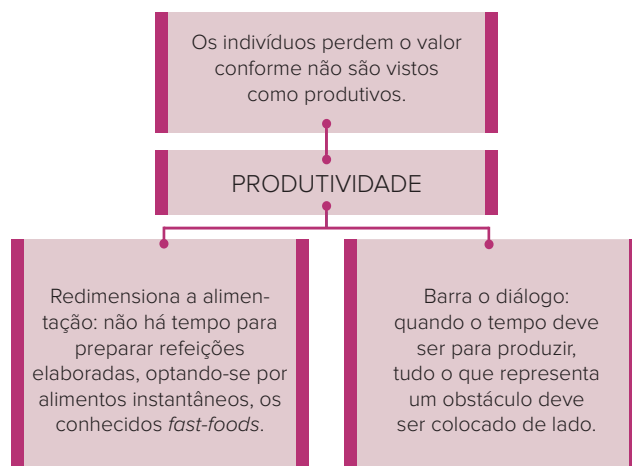 Os indivíduos perdem o valor
conforme não são vistos
como produtivos.
PRODUTIVIDADE
Redimensiona a alimen-
tação: não há tempo para
preparar refeições
elaboradas, optando-se por
alimentos instantâneos, os
conhecidos fast-foods.
Barra o diálogo:
quando o tempo deve
ser para produzir,
tudo o que representa
um obstáculo deve
ser colocado de lado.